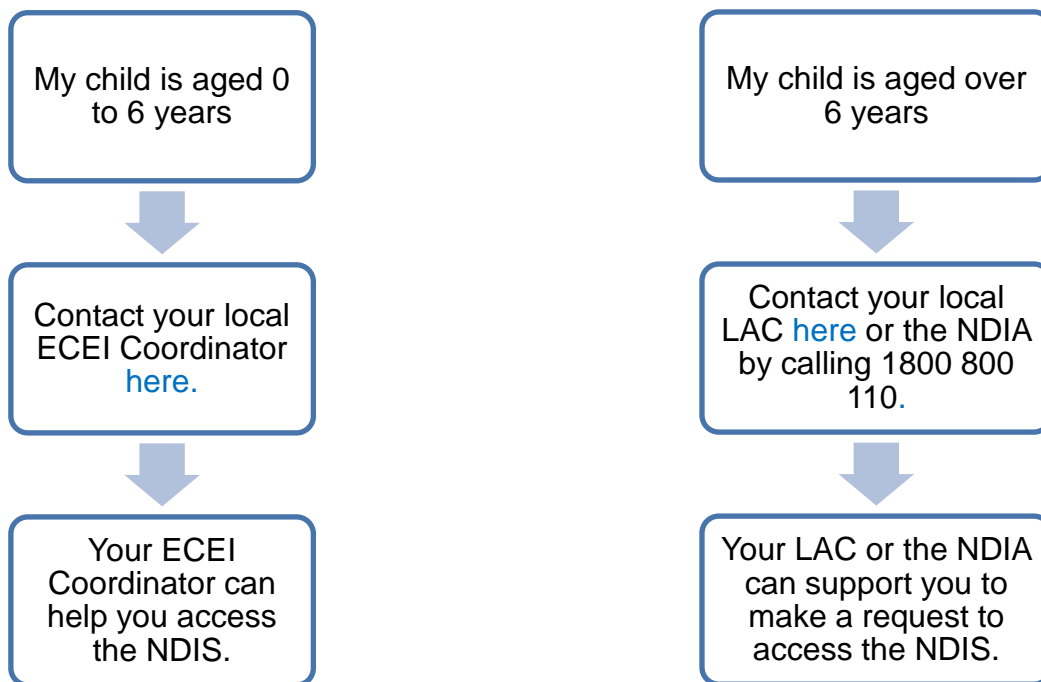 My child is aged 0
to 6 years
Contact your local
ECEI Coordinator
here.
Your ECEI
Coordinator can
help you access
the NDIS.
My child is aged over
6 years
Contact your local
LAC here or the NDIA
by calling 1800 800
110.
Your LAC or the NDIA
can support you to
make a request to
access the NDIS.